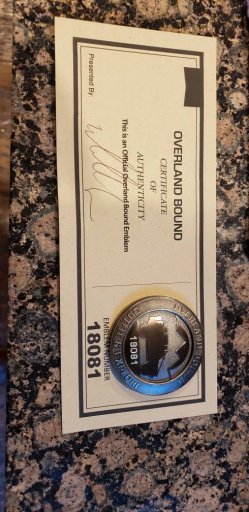 OVERLAND BOUND
CERTIFICATE
OF
AUTHENTICITY
This is an Official Overland Bound Emblem
Presented By:
EMBLEM NUMBER
18081
18081